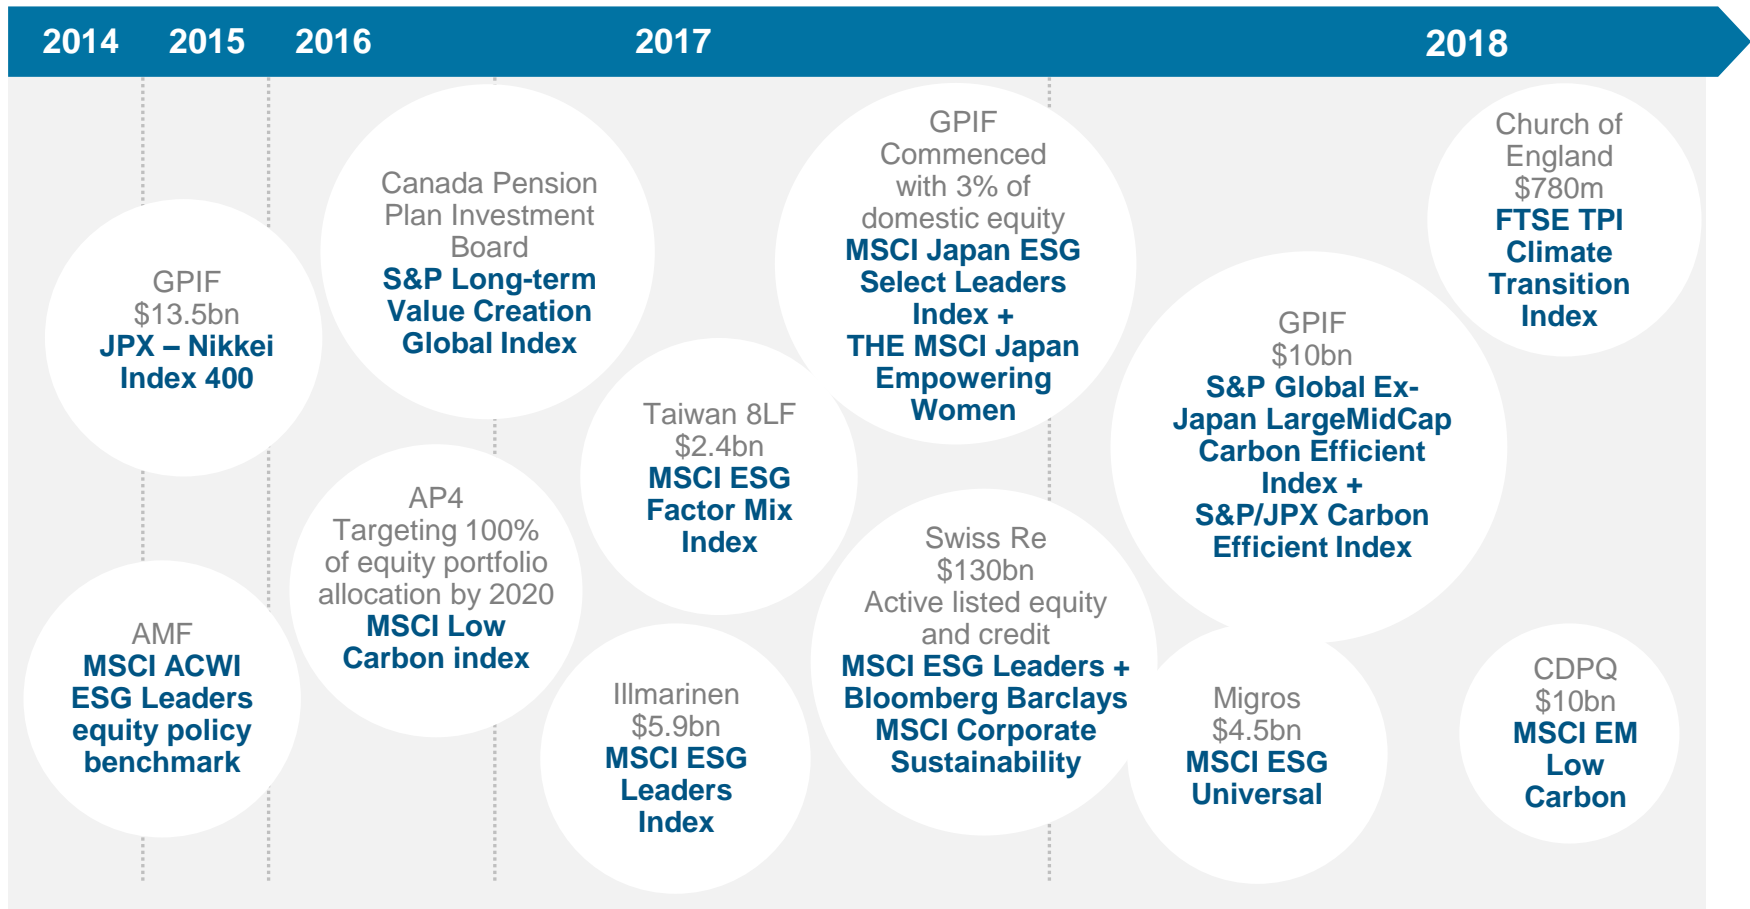 2014 2015 2016 2017 2018
GPIF
$13.5bn
JPX – Nikkei
Index 400
AMF
MSCI ACWI
ESG Leaders
equity policy
benchmark
Canada Pension
Plan Investment
Board
S&P Long-term
Value Creation
Global Index
AP4
Targeting 100%
of equity portfolio
allocation by 2020
MSCI Low
Carbon index
Taiwan 8LF
$2.4bn
MSCI ESG
Factor Mix
Index
Illmarinen
$5.9bn
MSCI ESG
Leaders
Index
GPIF
Commenced
with 3% of
domestic equity
MSCI Japan ESG
Select Leaders
Index +
THE MSCI Japan
Empowering
Women
Swiss Re
$130bn
Active listed equity
and credit
MSCI ESG Leaders +
Bloomberg Barclays
MSCI Corporate
Sustainability
GPIF
$10bn
S&P Global Ex-
Japan LargeMidCap
Carbon Efficient
Index +
S&P/JPX Carbon
Efficient Index
Migros
$4.5bn
MSCI ESG
Universal
Church of
England
$780m
FTSE TPI
Climate
Transition
Index
CDPQ
$10bn
MSCI EM
Low
Carbon